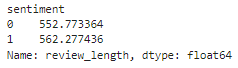 sentiment
0    552.773364
1    562.277436
Name: review_length, dtype: float64